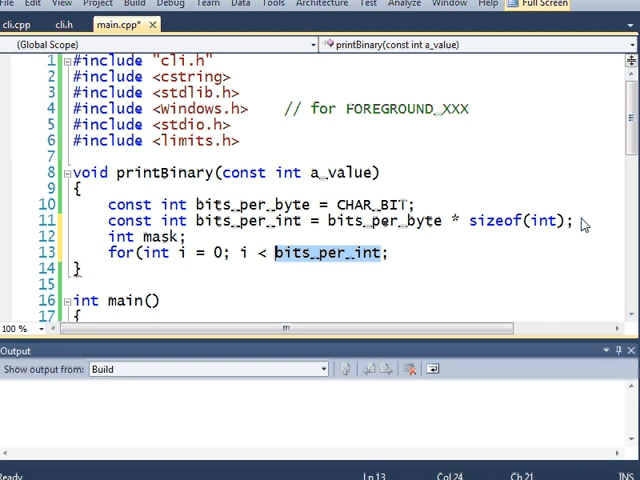 File Edit View Project Build Debug Team Data Tools Architecture Test Analyze Window Help Full Screen
cli.cpp cli.h main.cpp*
(Global Scope) printBinary(const int a_value)
1 #include "cli.h"
2 #include <cstring>
3 #include <stdlib.h>
4 #include <windows.h> // for FOREGROUND_XXX
5 #include <stdio.h>
6 #include <limits.h>
7
8 void printBinary(const int a_value)
9 {
10 const int bits_per_byte = CHAR_BIT;
11 const int bits_per_int = bits_per_byte * sizeof(int);
12 int mask;
13 for(int i = 0; i < bits_per_int;
14 }
15
16 int main()
17 {
100 %
Output
Show output from: Build
Ready Ln 13 Col 24 Ch 21 INS